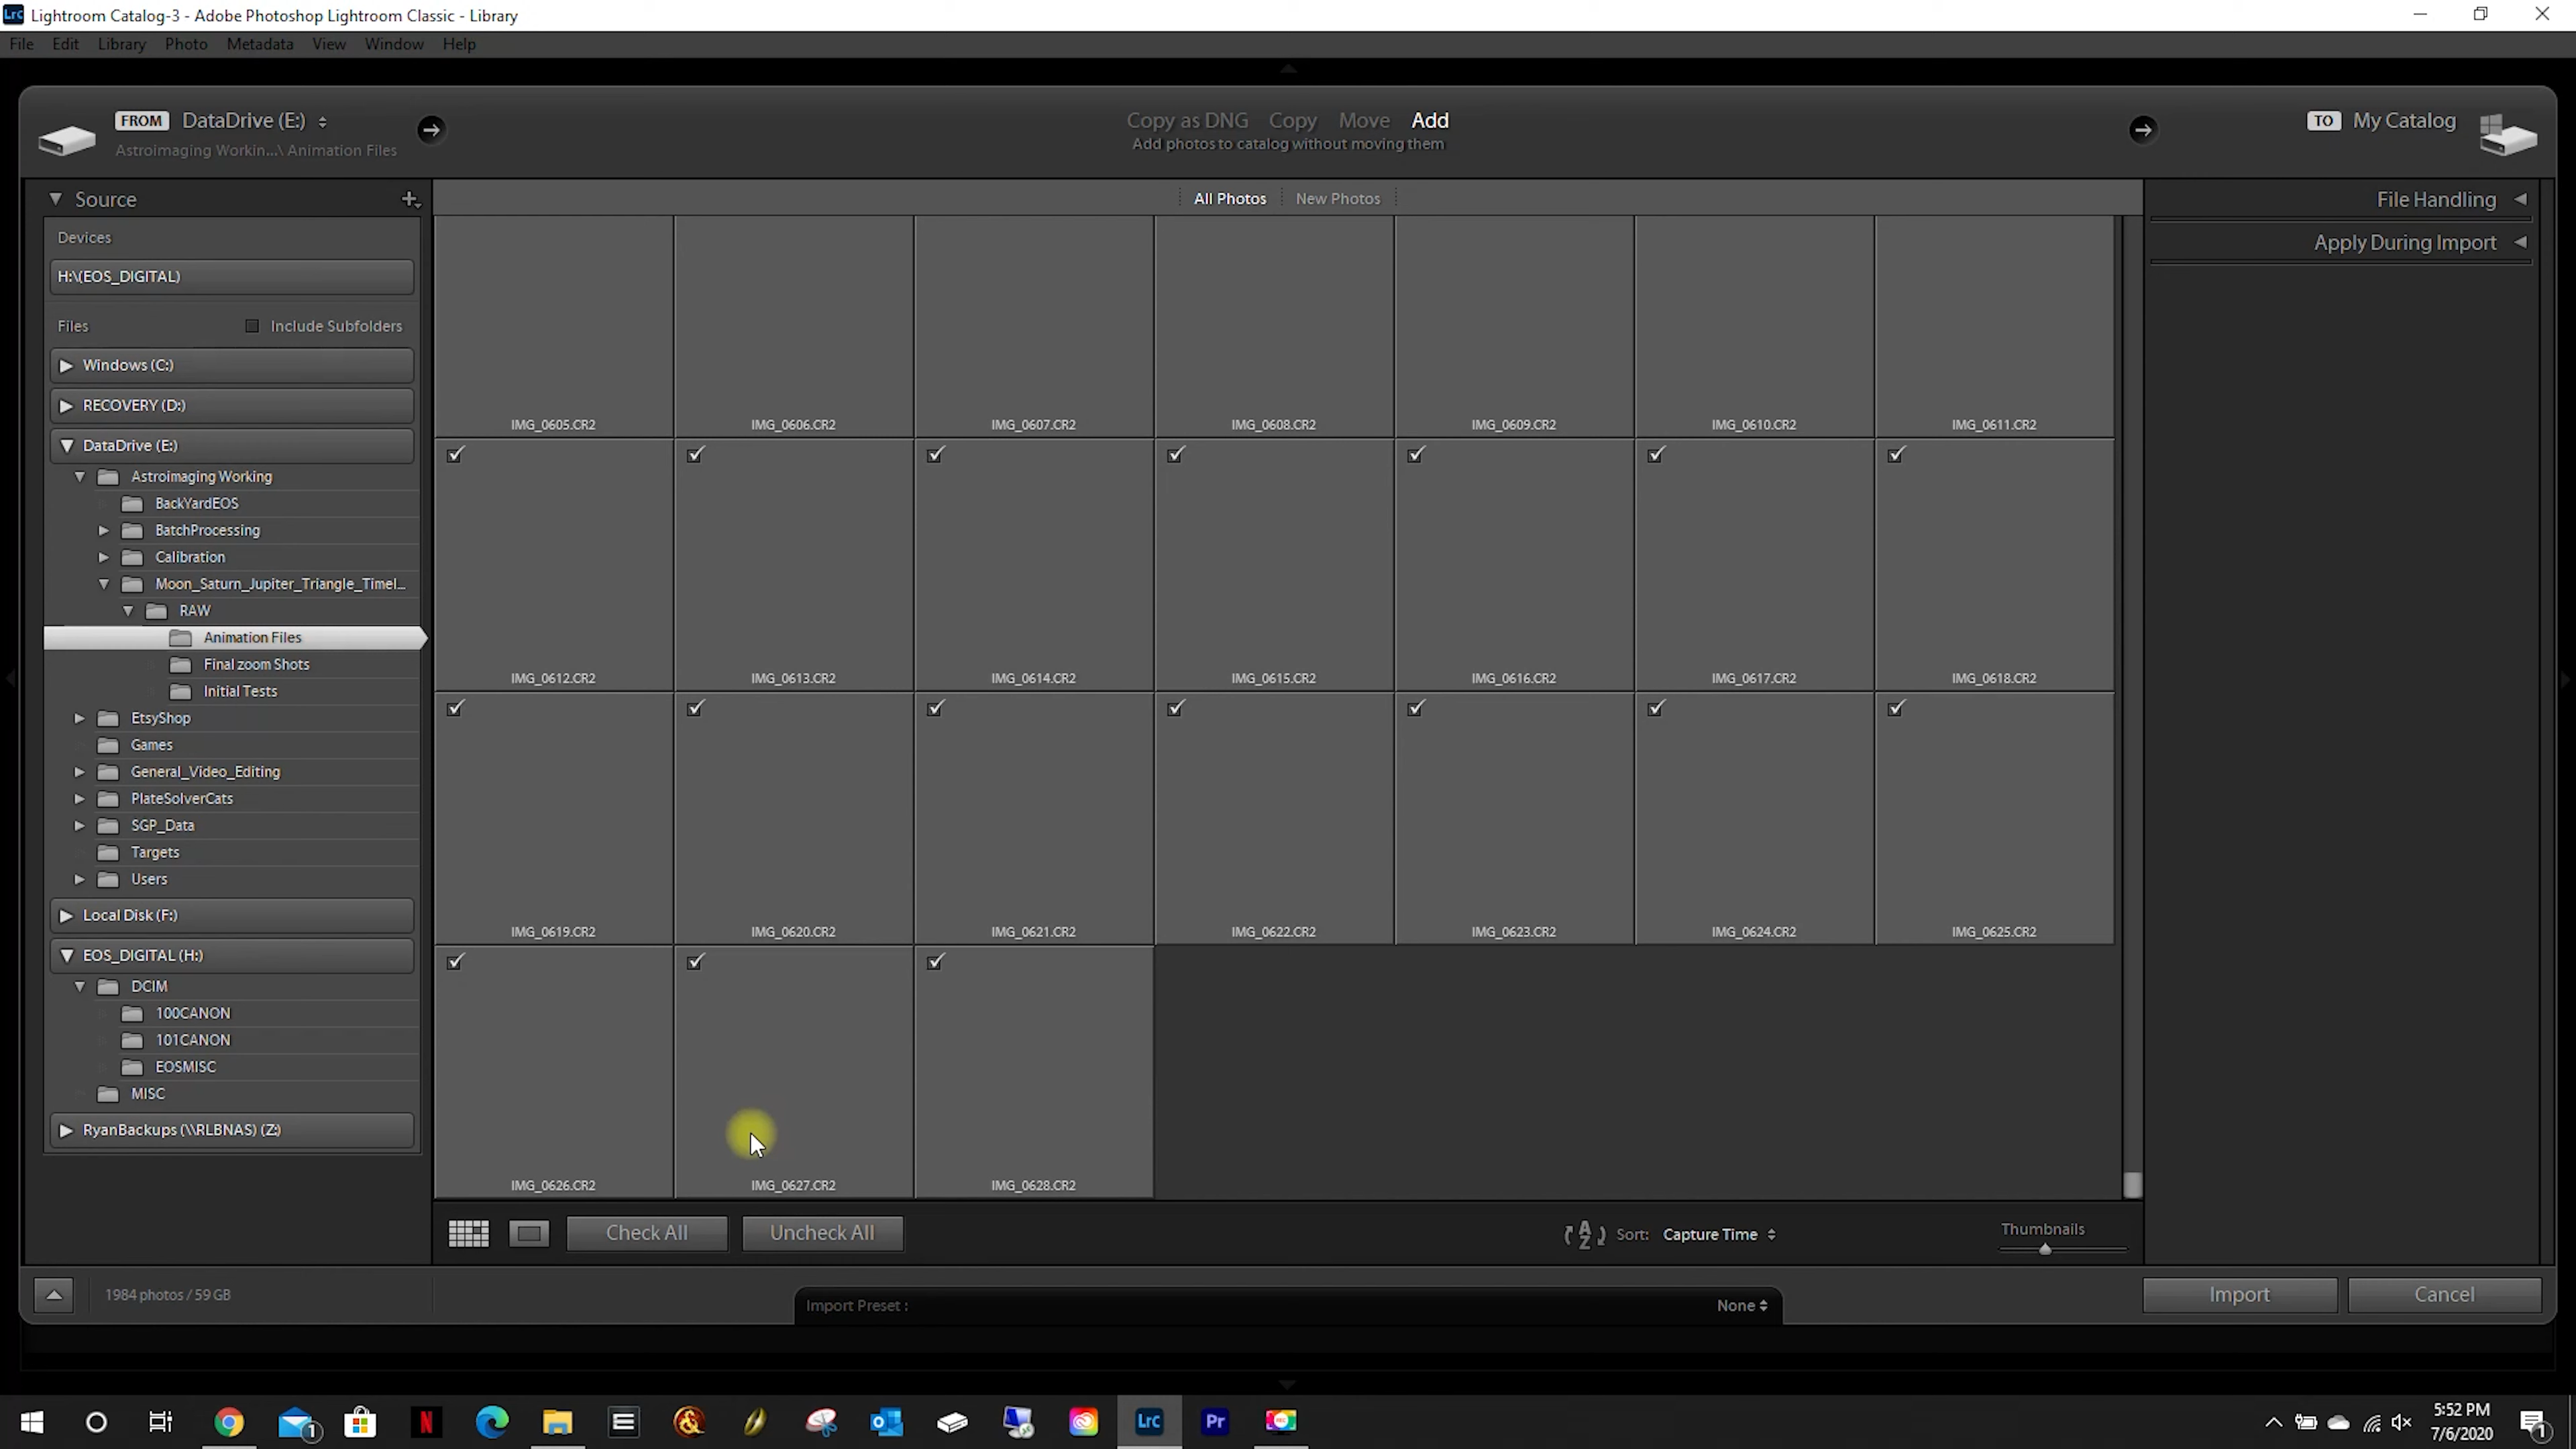 Lrc Lightroom Catalog-3 - Adobe Photoshop Lightroom Classic - Library
File Edit Library Photo Metadata View Window Help
FROM DataDrive (E:)
Astroimaging Workin...\ Animation Files
Copy as DNG Copy Move Add
Add photos to catalog without moving them
TO My Catalog
Source
Devices
H:\(EOS_DIGITAL)
Files Include Subfolders
Windows (C:)
RECOVERY (D:)
DataDrive (E:)
Astroimaging Working
BackYardEOS
BatchProcessing
Calibration
Moon_Saturn_Jupiter_Triangle_Timel...
RAW
Animation Files
Final zoom Shots
Initial Tests
EtsyShop
Games
General_Video_Editing
PlateSolverCats
SGP_Data
Targets
Users
Local Disk (F:)
EOS_DIGITAL (H:)
DCIM
100CANON
101CANON
EOSMISC
MISC
RyanBackups (\\RLBNAS) (Z:)
All Photos New Photos
IMG_0605.CR2 IMG_0606.CR2 IMG_0607.CR2 IMG_0608.CR2 IMG_0609.CR2 IMG_0610.CR2 IMG_0611.CR2
IMG_0612.CR2 IMG_0613.CR2 IMG_0614.CR2 IMG_0615.CR2 IMG_0616.CR2 IMG_0617.CR2 IMG_0618.CR2
IMG_0619.CR2 IMG_0620.CR2 IMG_0621.CR2 IMG_0622.CR2 IMG_0623.CR2 IMG_0624.CR2 IMG_0625.CR2
IMG_0626.CR2 IMG_0627.CR2 IMG_0628.CR2
File Handling
Apply During Import
Check All Uncheck All
A Z Sort: Capture Time
Thumbnails
1984 photos / 59 GB
Import Preset : None
Import Cancel
1 N Lrc Pr REC
5:52 PM
7/6/2020
1